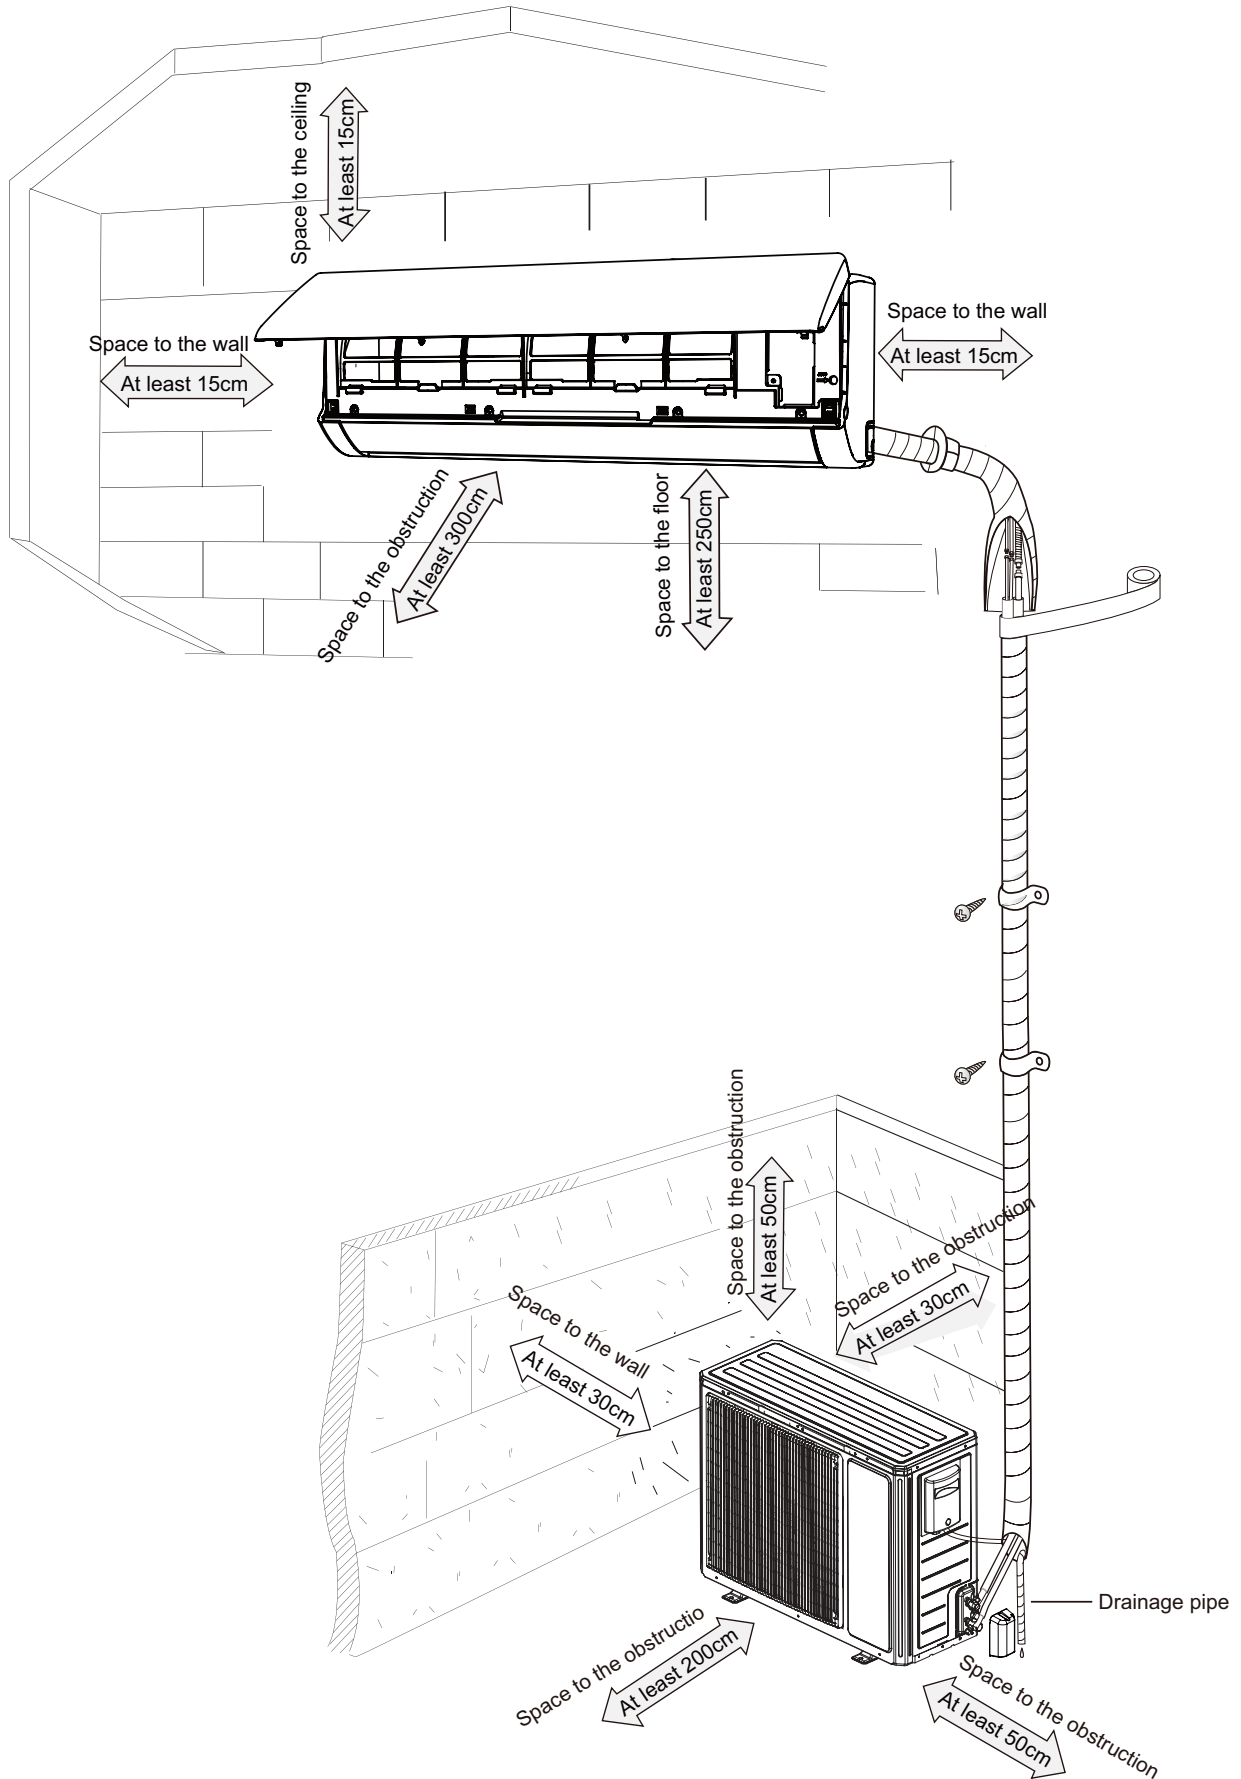 Space to the ceiling
At least 15cm
Space to the wall
At least 15cm
Space to the wall
At least 15cm
Space to the obstruction
At least 300cm
Space to the floor
At least 250cm
Space to the obstruction
At least 50cm
Space to the obstruction
At least 30cm
Space to the wall
At least 30cm
Drainage pipe
Space to the obstructio
At least 200cm
Space to the obstruction
At least 50cm